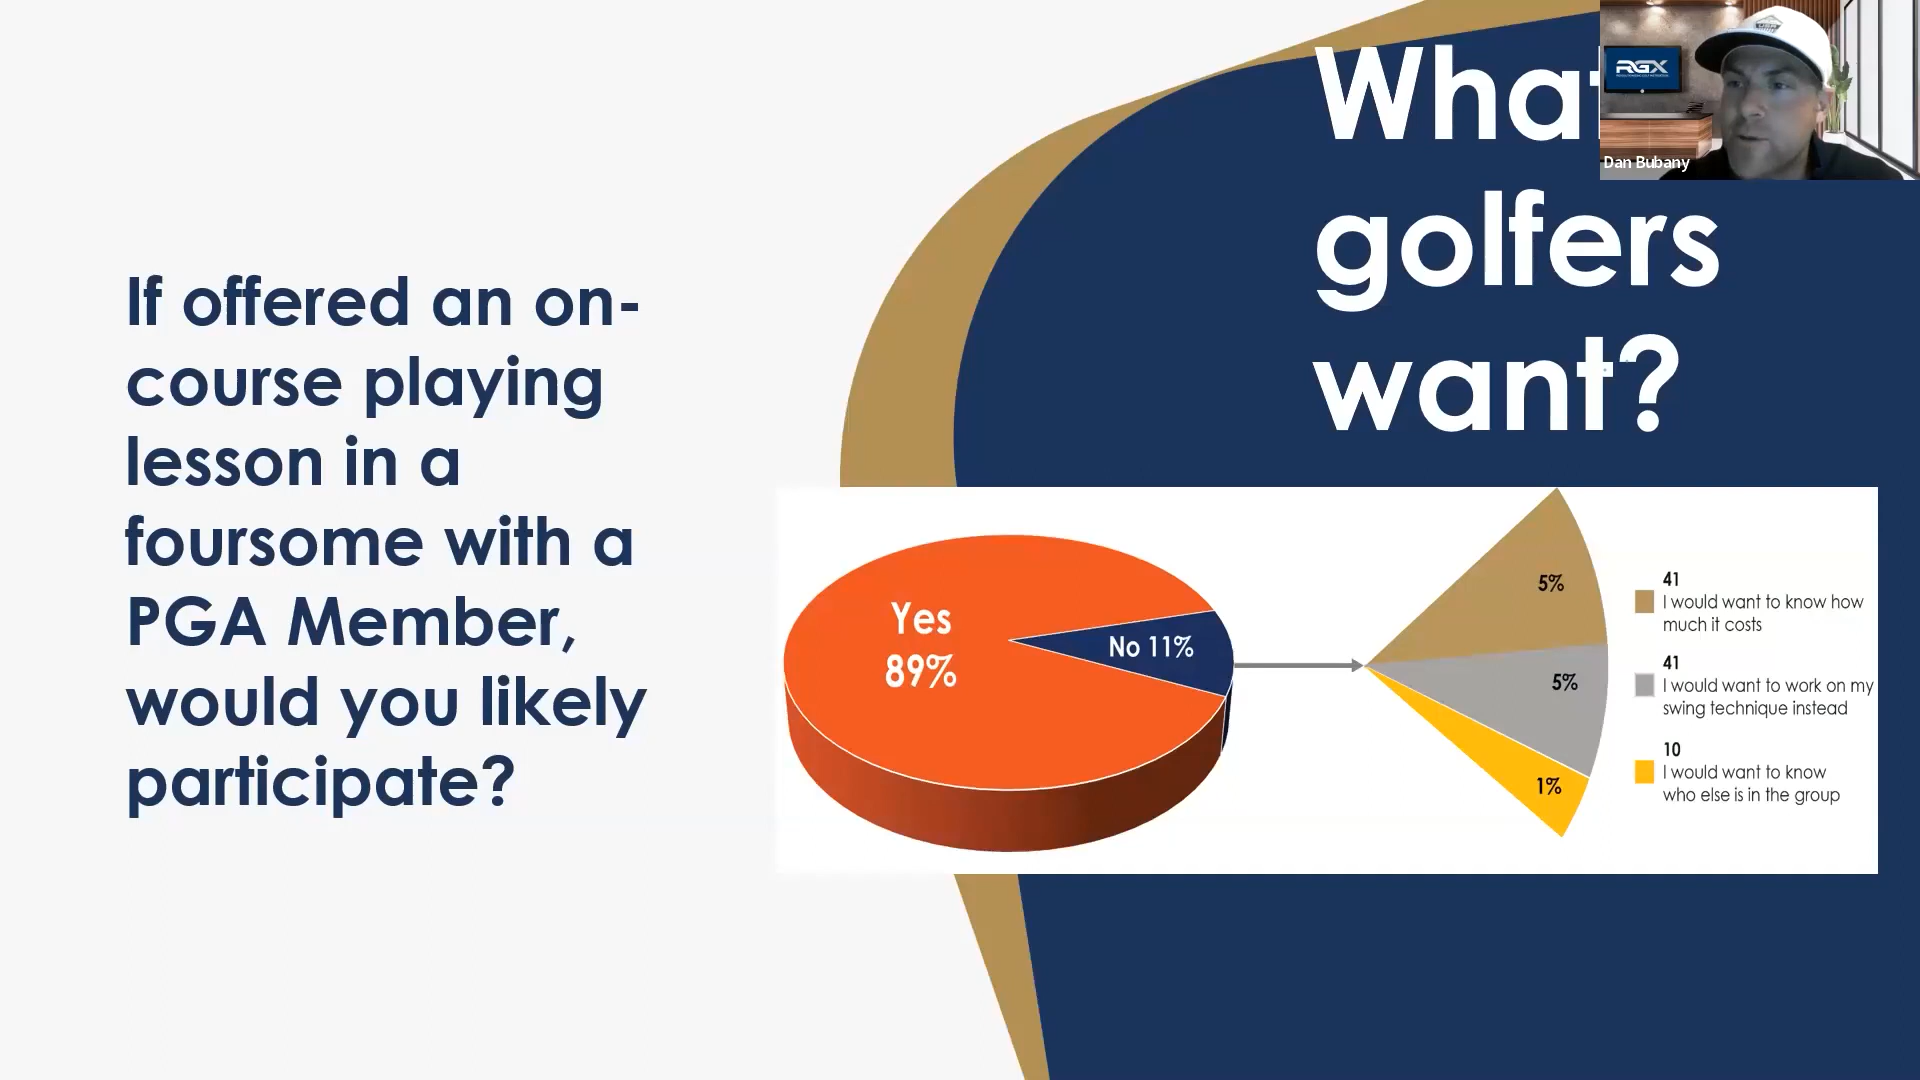 If offered an on-
course playing
lesson in a
foursome with a
PGA Member,
would you likely
participate?
What
golfers
want?
RGX
Dan Bubany
Yes
89%
No 11%
5%
5%
1%
41
I would want to know how
much it costs
41
I would want to work on my
swing technique instead
10
I would want to know
who else is in the group